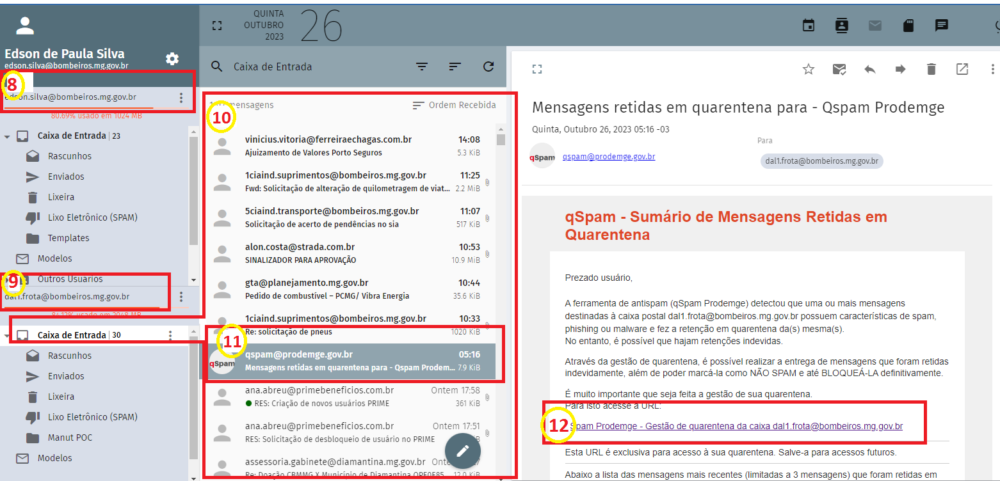 Edson de Paula Silva
edson.silva@bombeiros.mg.gov.br
8
edson.silva@bombeiros.mg.gov.br
80.69% usado em 1024 MB
Caixa de Entrada | 23
Rascunhos
Enviados
Lixeira
Lixo Eletrônico (SPAM)
Templates
Modelos
Outros Usuarios
9
dal1.frota@bombeiros.mg.gov.br
84.12% usado em 2048 MB
Caixa de Entrada | 30
Rascunhos
Enviados
Lixeira
Lixo Eletrônico (SPAM)
Manut POC
Modelos
QUINTA
OUTUBRO
2023
26
Caixa de Entrada
mensagens
Ordem Recebida
10
vinicius.vitoria@ferreiraechagas.com.br 14:08
Ajuizamento de Valores Porto Seguros 5.3 KiB
1ciaind.suprimentos@bombeiros.mg.gov.br 11:25
Fwd: Solicitação de alteração de quilometragem de viat... 2.2 MiB
5ciaind.transporte@bombeiros.mg.gov.br 11:07
Solicitação de acerto de pendências no sia 517 KiB
alon.costa@strada.com.br 10:53
SINALIZADOR PARA APROVAÇÃO 10.9 MiB
gta@planejamento.mg.gov.br 10:44
Pedido de combustível – PCMG/ Vibra Energia 35.6 KiB
1ciaind.suprimentos@bombeiros.mg.gov.br 10:33
Re: solicitação de pneus 1020 KiB
11
qSpam
qspam@prodemge.gov.br 05:16
Mensagens retidas em quarentena para - Qspam Prodem... 7.9 KiB
ana.abreu@primebeneficios.com.br Ontem 17:58
RES: Criação de novos usuários PRIME 361 KiB
ana.abreu@primebeneficios.com.br Ontem 17:51
RES: Solicitação de desbloqueio de usuário no PRIME KiB
assessoria.gabinete@diamantina.mg.gov.br
Re: Doação CBMMG X Município de Diamantina OPE0E85 12.0 KiB
Mensagens retidas em quarentena para - Qspam Prodemge
Quinta, Outubro 26, 2023 05:16 -03
Para
qSpam
qspam@prodemge.gov.br
dal1.frota@bombeiros.mg.gov.br
qSpam - Sumário de Mensagens Retidas em
Quarentena
Prezado usuário,
A ferramenta de antispam (qSpam Prodemge) detectou que uma ou mais mensagens
destinadas à caixa postal dal1.frota@bombeiros.mg.gov.br possuem características de spam,
phishing ou malware e fez a retenção em quarentena da(s) mesma(s).
No entanto, é possível que hajam retenções indevidas.
Através da gestão de quarentena, é possível realizar a entrega de mensagens que foram retidas
indevidamente, além de poder marcá-la como NÃO SPAM e até BLOQUEÁ-LA definitivamente.
É muito importante que seja feita a gestão de sua quarentena.
Para isto acesse a URL:
12
Spam Prodemge - Gestão de quarentena da caixa dal1.frota@bombeiros.mg.gov.br
Esta URL é exclusiva para acesso à sua quarentena. Salve-a para acessos futuros.
Abaixo a lista das mensagens mais recentes (limitadas a 3 mensagens) que foram retidas em